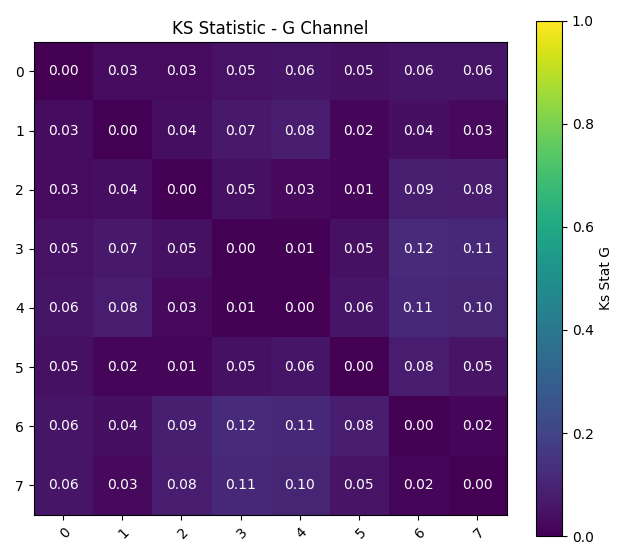 KS Statistic - G Channel
0 0.00 0.03 0.03 0.05 0.06 0.05 0.06 0.06
1 0.03 0.00 0.04 0.07 0.08 0.02 0.04 0.03
2 0.03 0.04 0.00 0.05 0.03 0.01 0.09 0.08
3 0.05 0.07 0.05 0.00 0.01 0.05 0.12 0.11
4 0.06 0.08 0.03 0.01 0.00 0.06 0.11 0.10
5 0.05 0.02 0.01 0.05 0.06 0.00 0.08 0.05
6 0.06 0.04 0.09 0.12 0.11 0.08 0.00 0.02
7 0.06 0.03 0.08 0.11 0.10 0.05 0.02 0.00
0 1 2 3 4 5 6 7
1.0
0.8
0.6
0.4
0.2
0.0
Ks Stat G